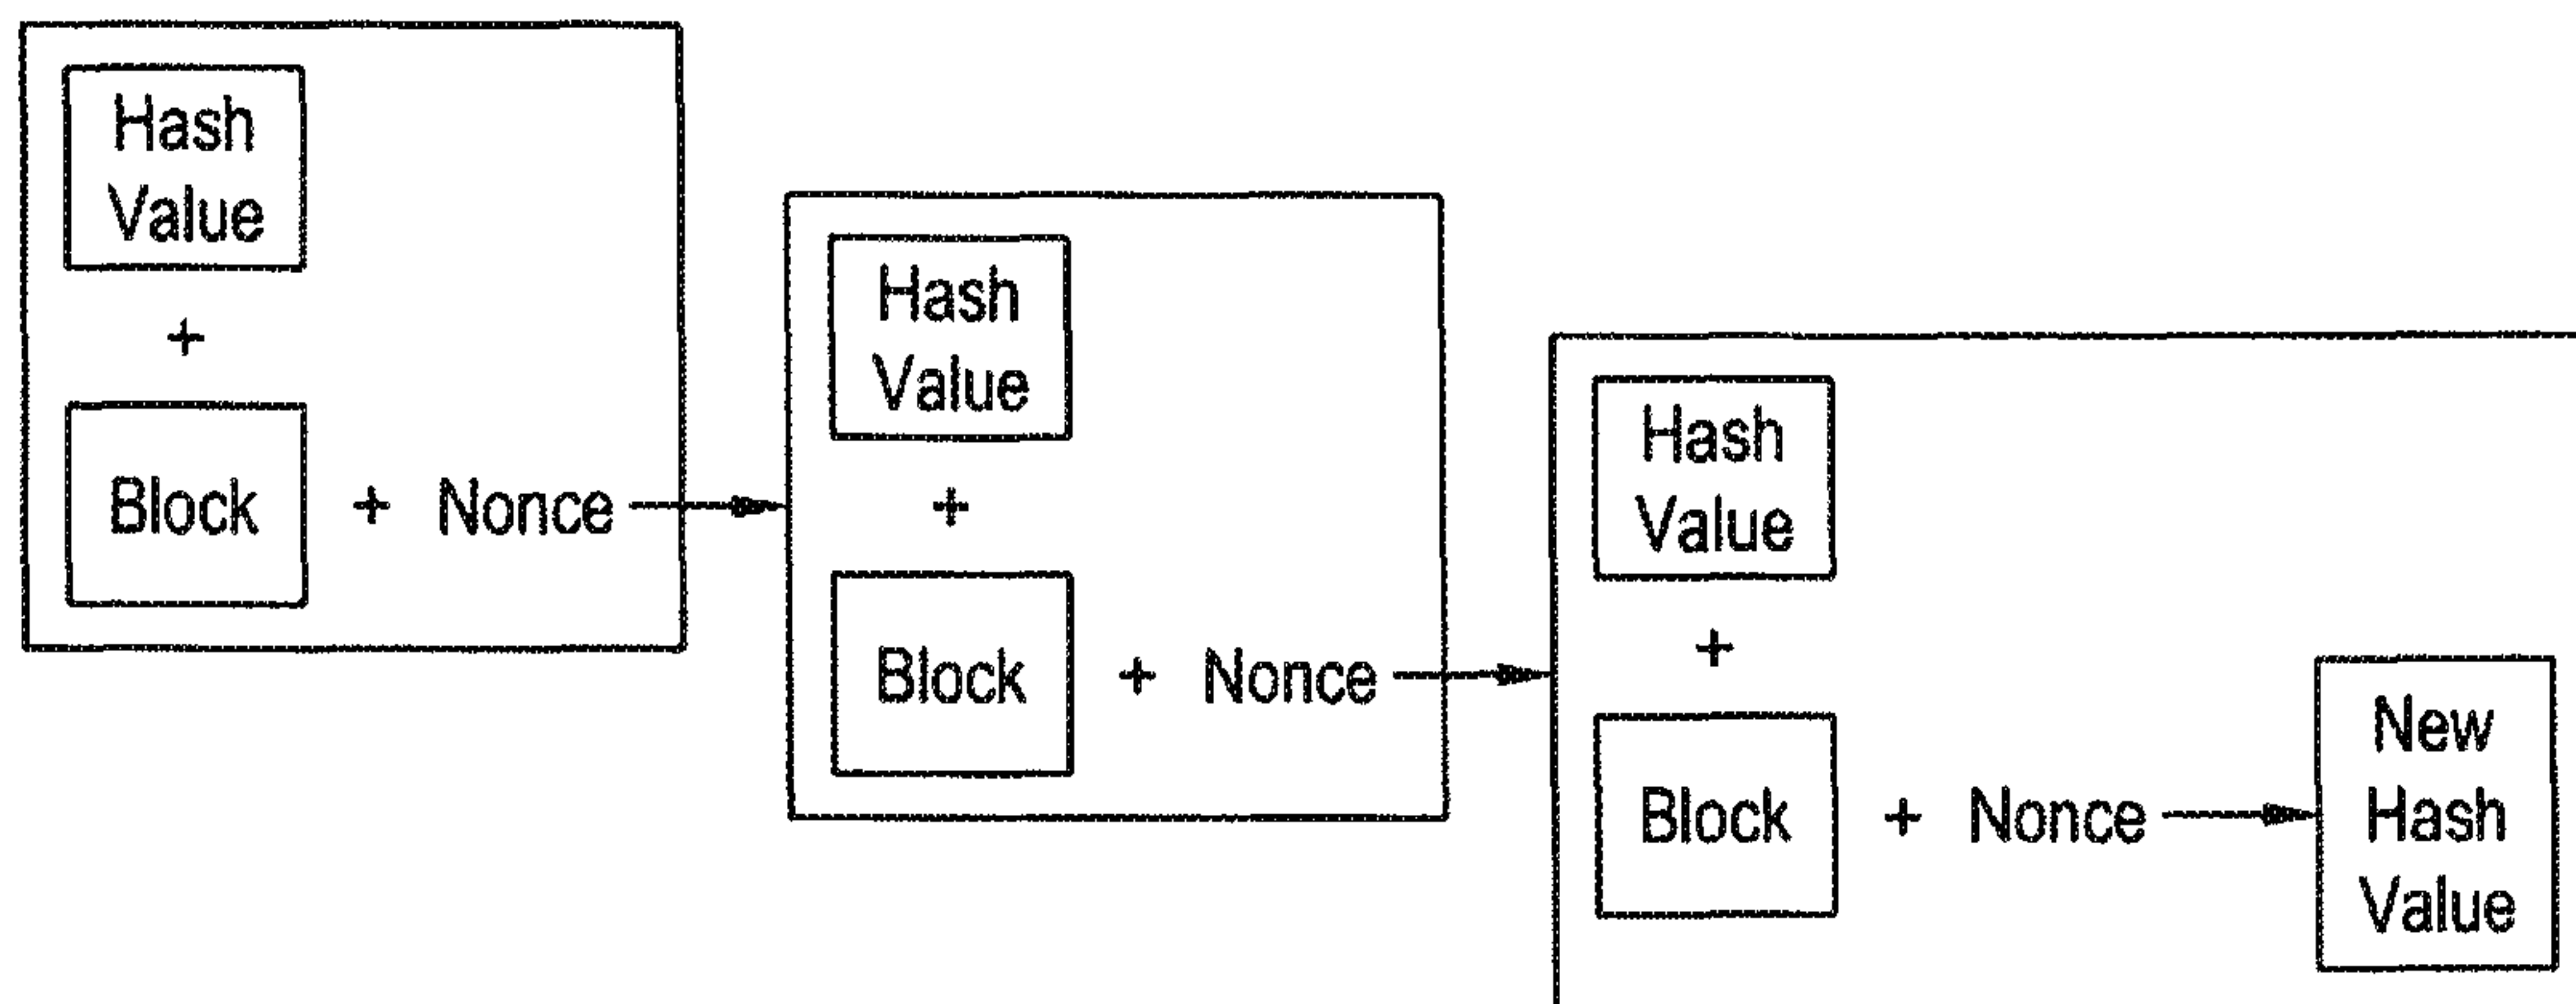 Hash
Value
+
Block + Nonce
Hash
Value
+
Block + Nonce
Hash
Value
+
Block + Nonce
New
Hash
Value